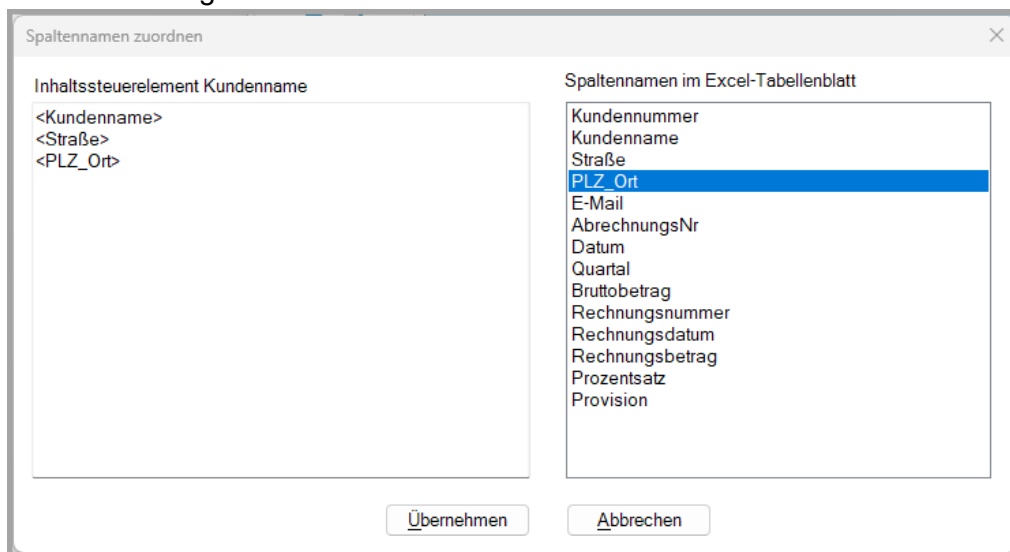 Spaltennamen zuordnen
Inhaltssteuerelement Kundenname
<Kundenname>
<Straße>
<PLZ_Ort>
Spaltennamen im Excel-Tabellenblatt
Kundennummer
Kundenname
Straße
PLZ_Ort
E-Mail
AbrechnungsNr
Datum
Quartal
Bruttobetrag
Rechnungsnummer
Rechnungsdatum
Rechnungsbetrag
Prozentsatz
Provision
Übernehmen
Abbrechen